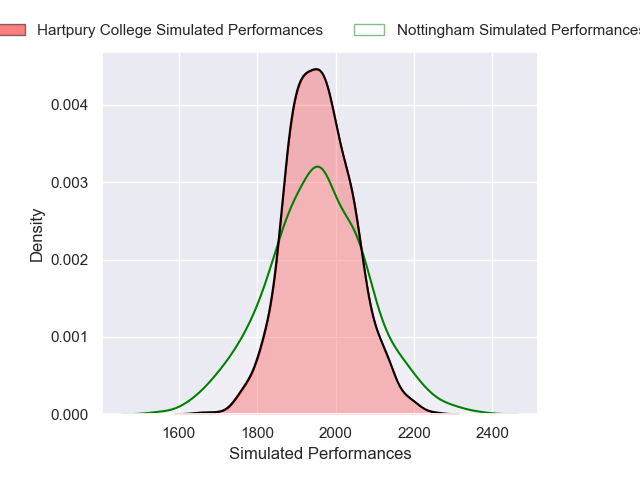 Hartpury College Simulated Performances
Nottingham Simulated Performances
0.004
0.003
0.002
0.001
0.000
Density
1600 1800 2000 2200 2400
Simulated Performances